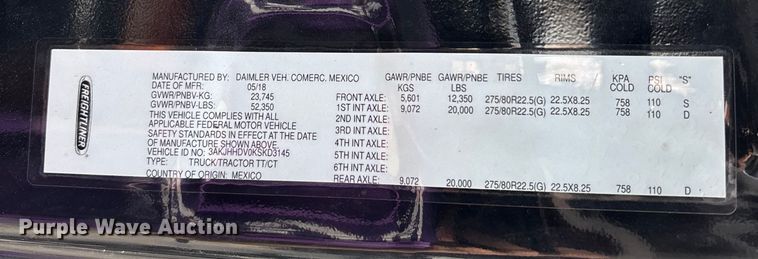 FREIGHTLINER
MANUFACTURED BY: DAIMLER VEH. COMERC. MEXICO GAWR/PNBE GAWR/PNBE TIRES RIMS / KPA PSI "S"
DATE OF MFR: 05/18 KGS LBS COLD COLD
GVWR/PNBV-KG: 23,745 FRONT AXLE: 5,601 12,350 275/80R22.5(G) 22.5X8.25 758 110 S
GVWR/PNBV-LBS: 52,350 1ST INT AXLE: 9,072 20,000 275/80R22.5(G) 22.5X8.25 758 110 D
THIS VEHICLE COMPLIES WITH ALL 2ND INT AXLE:
APPLICABLE FEDERAL MOTOR VEHICLE 3RD INT AXLE:
SAFETY STANDARDS IN EFFECT AT THE DATE 4TH INT AXLE:
OF MANUFACTURE SHOWN ABOVE. 5TH INT AXLE:
VEHICLE ID: 3AKJHHDV0KSKD3145 6TH INT AXLE:
TYPE: TRUCK/TRACTOR TT/CT REAR AXLE: 9,072 20,000 275/80R22.5(G) 22.5X8.25 758 110 D
COUNTRY OF ORIGIN: MEXICO
Purple Wave Auction